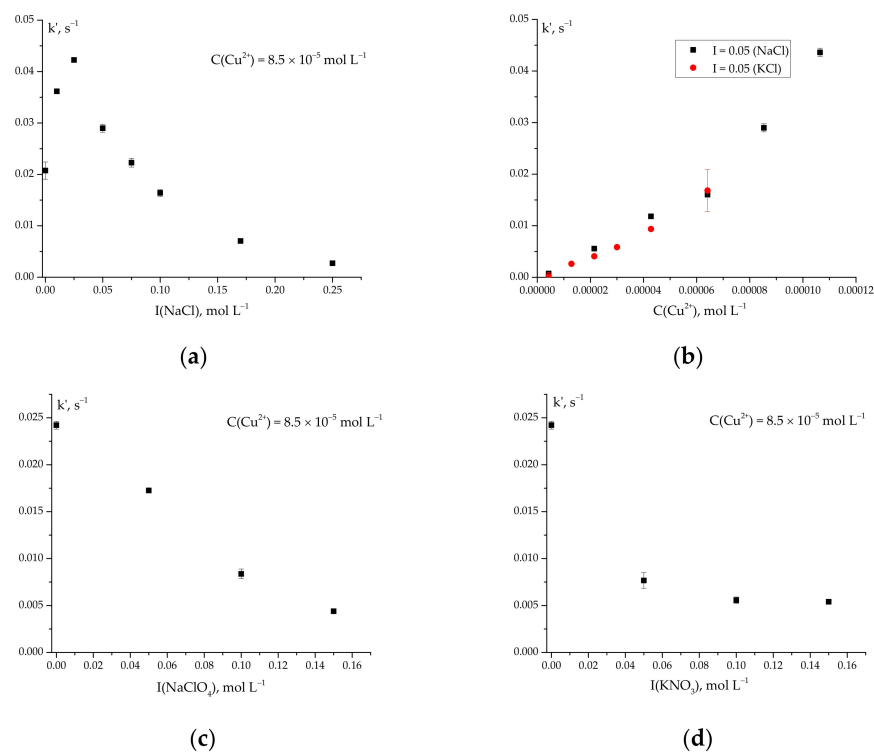 k', s⁻¹
C(Cu²⁺) = 8.5 × 10⁻⁵ mol L⁻¹
0.05
0.04
0.03
0.02
0.01
0.00
0.00 0.05 0.10 0.15 0.20 0.25
I(NaCl), mol L⁻¹
(a)
k', s⁻¹
I = 0.05 (NaCl)
I = 0.05 (KCl)
0.05
0.04
0.03
0.02
0.01
0.00
0.00000 0.00002 0.00004 0.00006 0.00008 0.00010 0.00012
C(Cu²⁺), mol L⁻¹
(b)
k', s⁻¹
C(Cu²⁺) = 8.5 × 10⁻⁵ mol L⁻¹
0.025
0.020
0.015
0.010
0.005
0.000
0.00 0.02 0.04 0.06 0.08 0.10 0.12 0.14 0.16
I(NaClO₄), mol L⁻¹
(c)
k', s⁻¹
C(Cu²⁺) = 8.5 × 10⁻⁵ mol L⁻¹
0.025
0.020
0.015
0.010
0.005
0.000
0.00 0.02 0.04 0.06 0.08 0.10 0.12 0.14 0.16
I(KNO₃), mol L⁻¹
(d)